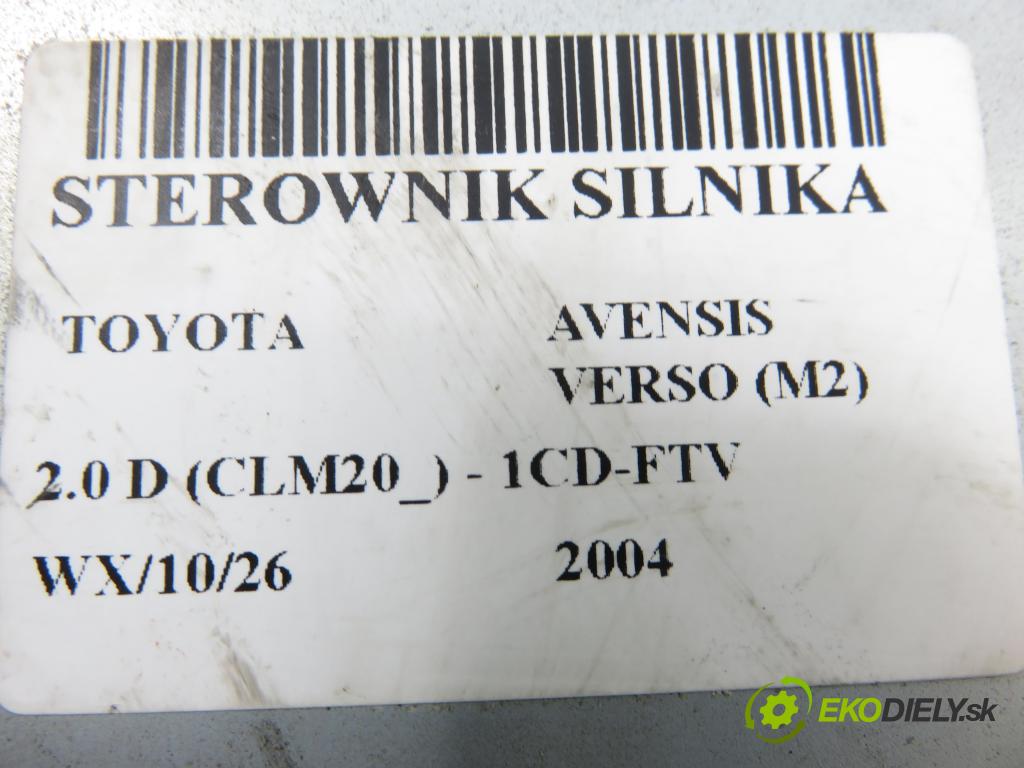 STEROWNIK SILNIKA
TOYOTA
AVENSIS
VERSO (M2)
2.0 D (CLM20_) - 1CD-FTV
WX/10/26
2004
EKODIELY.sk